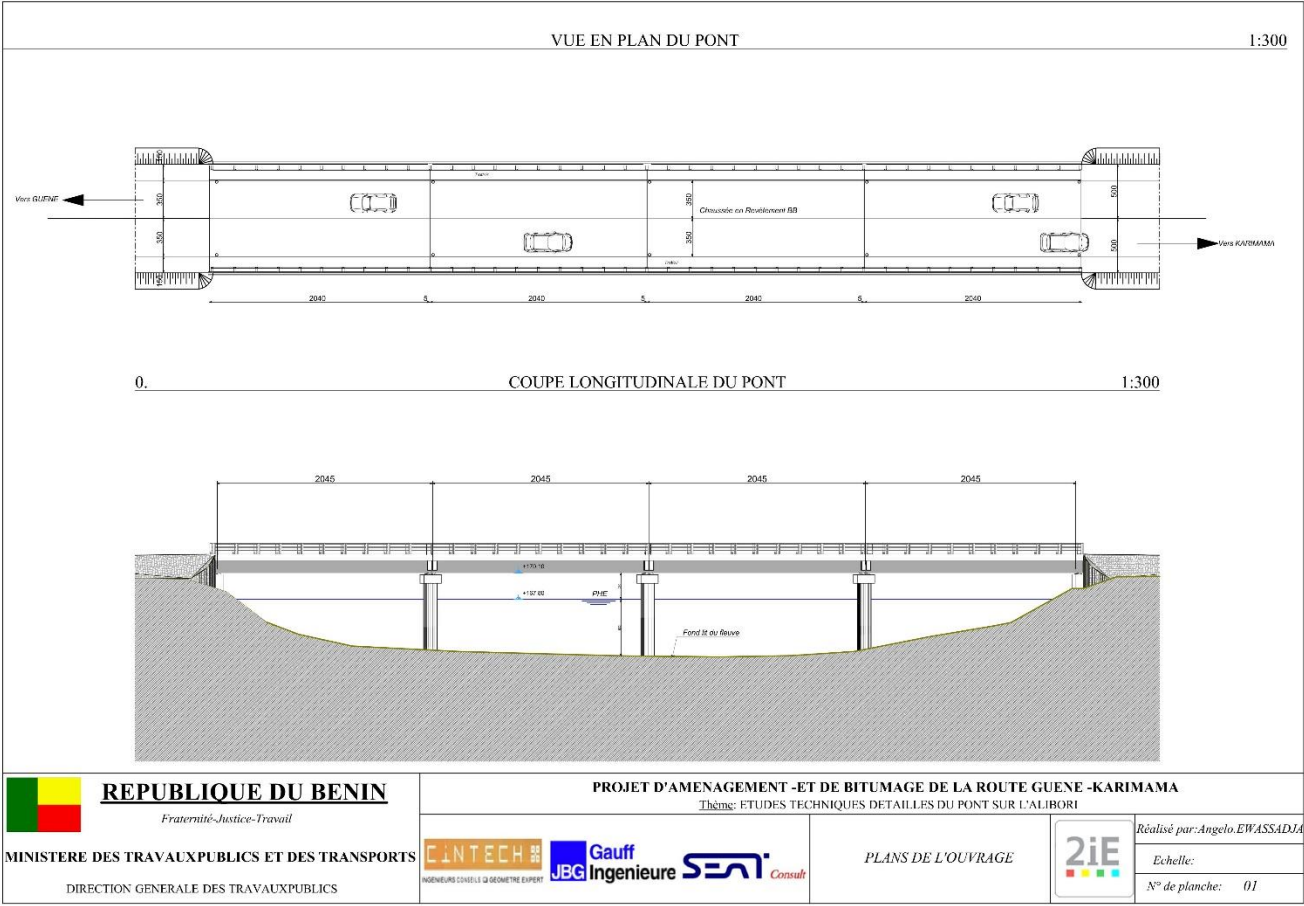 VUE EN PLAN DU PONT 1:300
Vers GUENE
350
350
350
350
Chaussée en Revêtement BB
500
500
Vers KARIMAMA
2040 5 2040 5 2040 5 2040
0. COUPE LONGITUDINALE DU PONT 1:300
2045 2045 2045 2045
PHE
Fond lit du fleuve
REPUBLIQUE DU BENIN
Fraternité-Justice-Travail
MINISTERE DES TRAVAUXPUBLICS ET DES TRANSPORTS
DIRECTION GENERALE DES TRAVAUXPUBLICS
PROJET D'AMENAGEMENT -ET DE BITUMAGE DE LA ROUTE GUENE -KARIMAMA
Thème: ETUDES TECHNIQUES DETAILLES DU PONT SUR L'ALIBORI
CINTECH
INGENIEURS CONSEILS & GEOMETRE EXPERT
JBG Gauff Ingenieure
SEAT Consult
PLANS DE L'OUVRAGE
2iE
Réalisé par:Angelo.EWASSADJA
Echelle:
N° de planche: 01